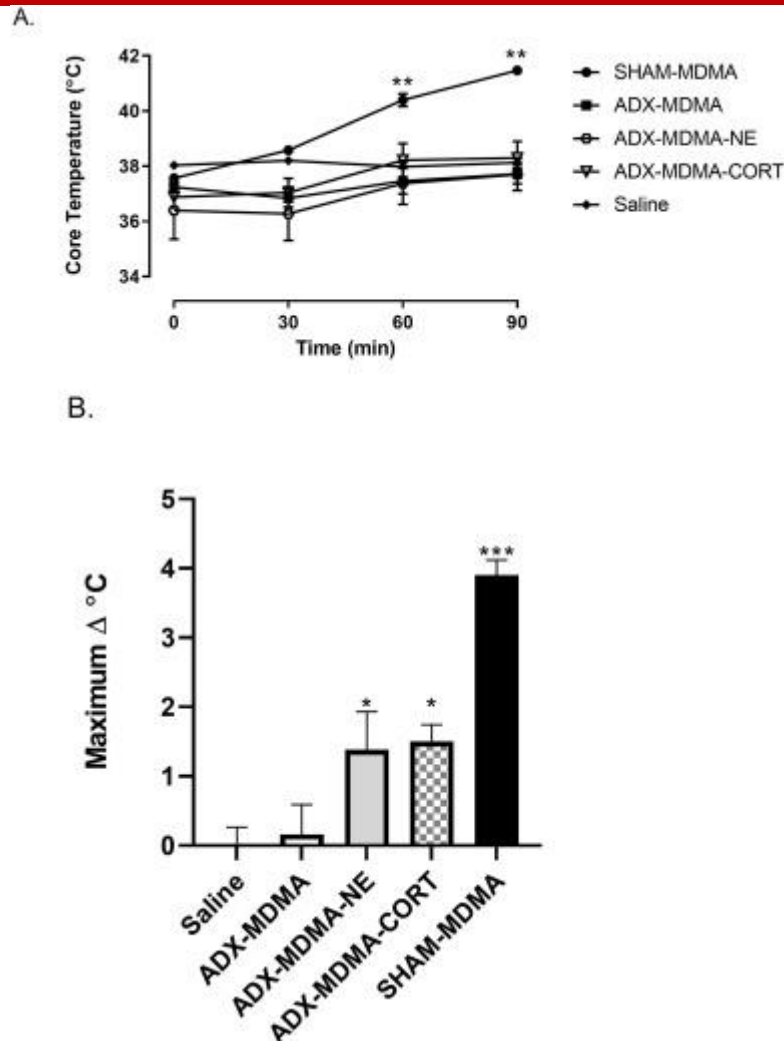 A.
42
40
38
36
34
Core Temperature (°C)
**
**
0 30 60 90
Time (min)
SHAM-MDMA
ADX-MDMA
ADX-MDMA-NE
ADX-MDMA-CORT
Saline
B.
5
4
3
2
1
0
Maximum Δ °C
*
*
***
Saline
ADX-MDMA
ADX-MDMA-NE
ADX-MDMA-CORT
SHAM-MDMA